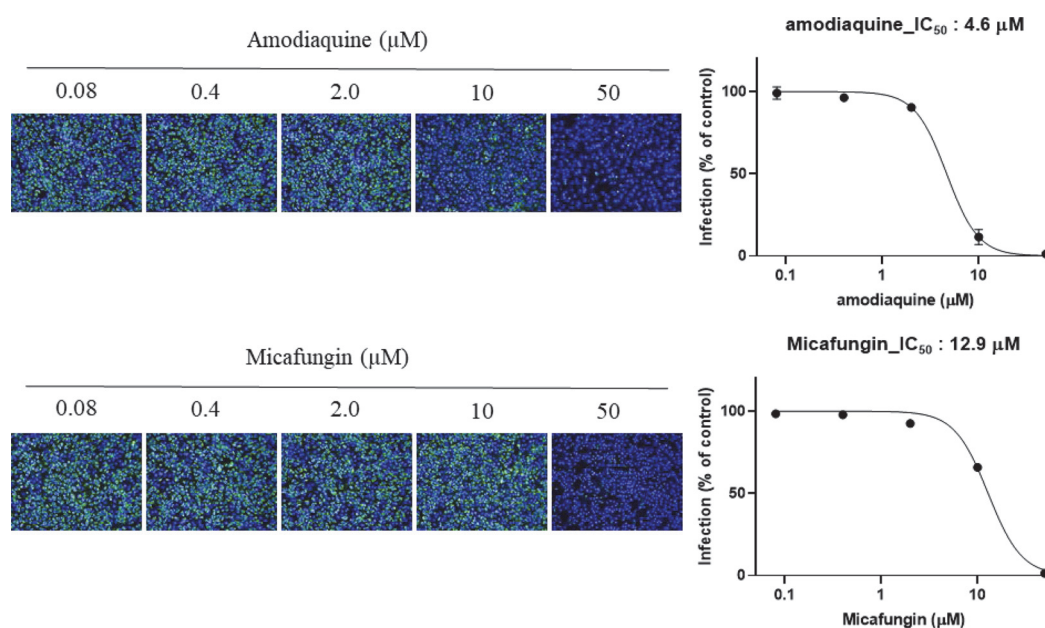 Amodiaquine (μM)
0.08 0.4 2.0 10 50
amodiaquine_IC50 : 4.6 μM
Infection (% of control)
100
50
0
0.1 1 10
amodiaquine (μM)
Micafungin (μM)
0.08 0.4 2.0 10 50
Micafungin_IC50 : 12.9 μM
Infection (% of control)
100
50
0
0.1 1 10
Micafungin (μM)